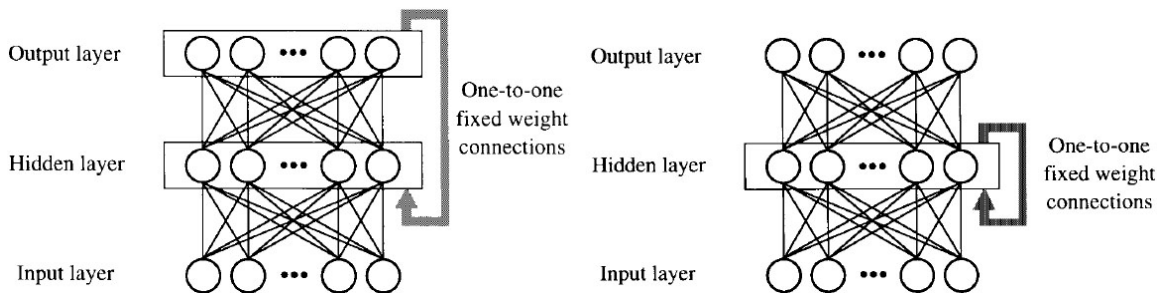 Output layer
One-to-one
fixed weight
connections
Hidden layer
Input layer
Output layer
One-to-one
fixed weight
connections
Hidden layer
Input layer